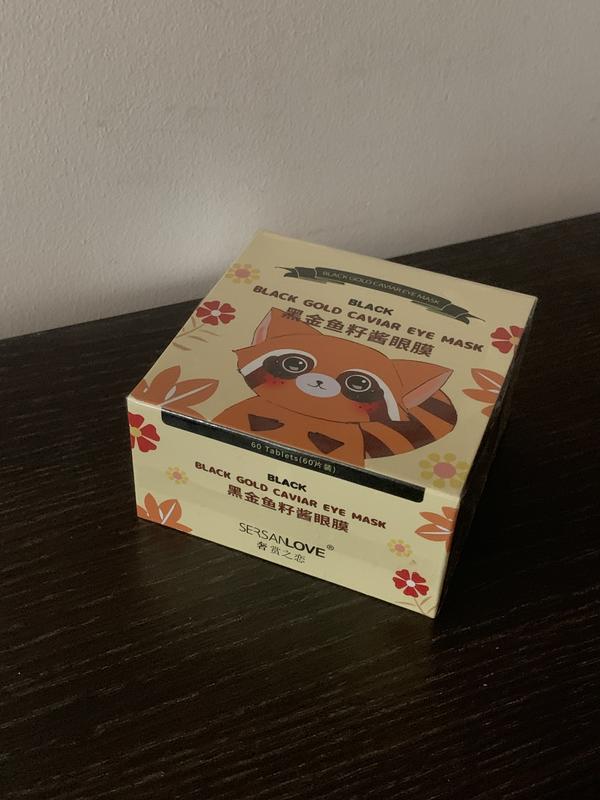 BLACK GOLD CAVIAR EYE MASK
BLACK
BLACK GOLD CAVIAR EYE MASK
黑金鱼籽酱眼膜
60 Tablets(60片装)
BLACK
BLACK GOLD CAVIAR EYE MASK
黑金鱼籽酱眼膜
SERSANLOVE®
奢赏之恋